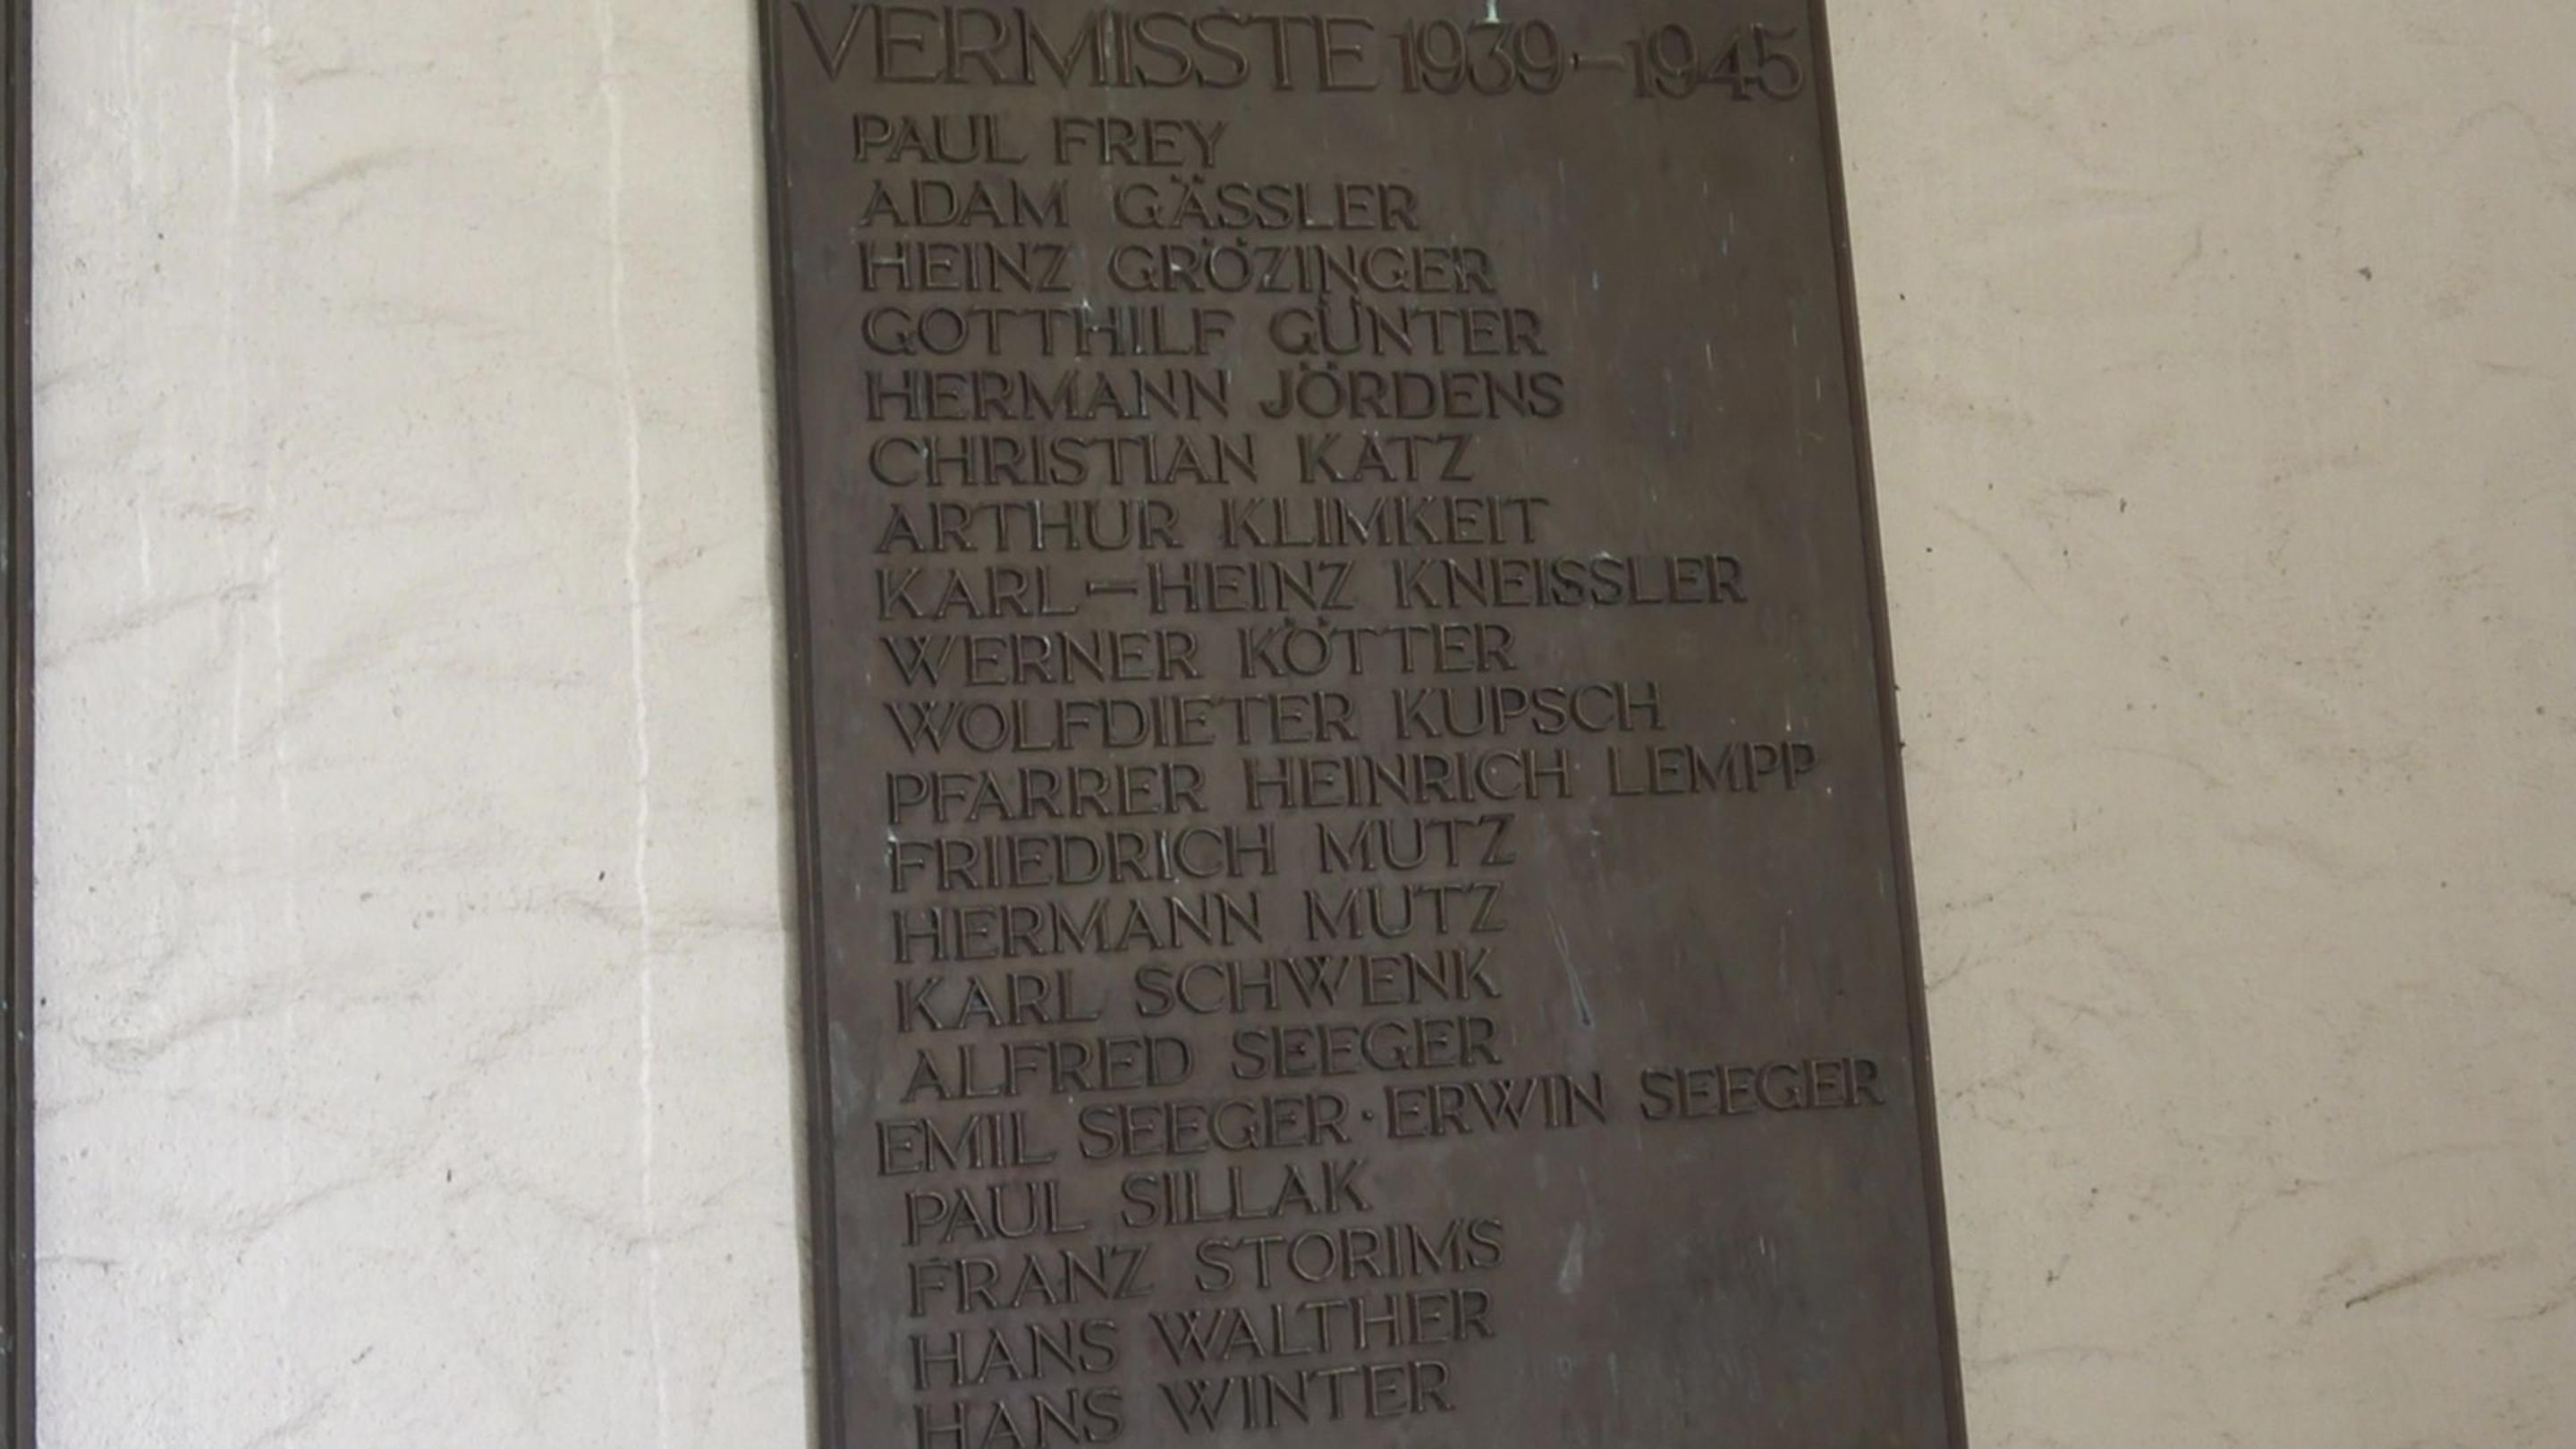 VERMISSTE 1939–1945
PAUL FREY
ADAM GÄSSLER
HEINZ GRÖZINGER
GOTTHILF GÜNTER
HERMANN JÖRDENS
CHRISTIAN KATZ
ARTHUR KLIMKEIT
KARL–HEINZ KNEISSLER
WERNER KÖTTER
WOLFDIETER KUPSCH
PFARRER HEINRICH LEMPP
FRIEDRICH MUTZ
HERMANN MUTZ
KARL SCHWENK
ALFRED SEEGER
EMIL SEEGER · ERWIN SEEGER
PAUL SILLAK
FRANZ STORIMS
HANS WALTHER
HANS WINTER